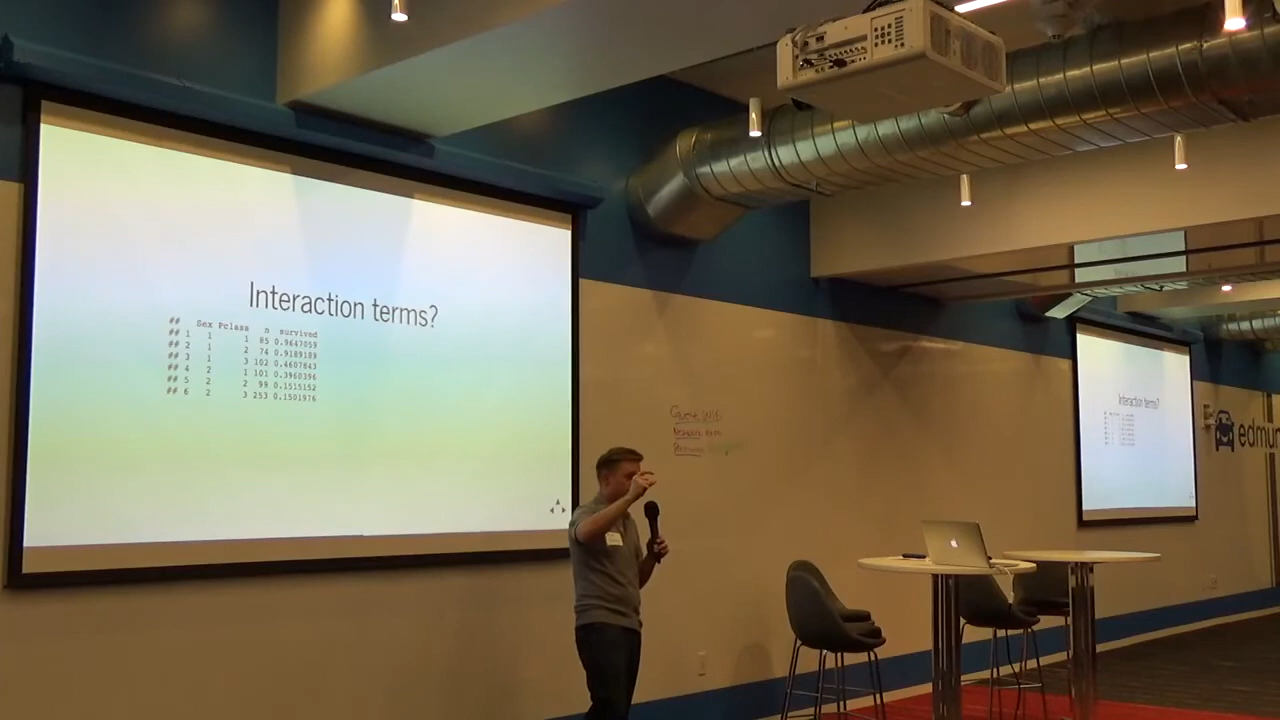 Interaction terms?
## Sex Pclass n survived
## 1 1 1 85 0.9647059
## 2 1 2 74 0.9189189
## 3 1 3 102 0.4607843
## 4 2 1 101 0.3960396
## 5 2 2 99 0.1515152
## 6 2 3 253 0.1501976
Guest Wifi
Interaction terms?
edmun